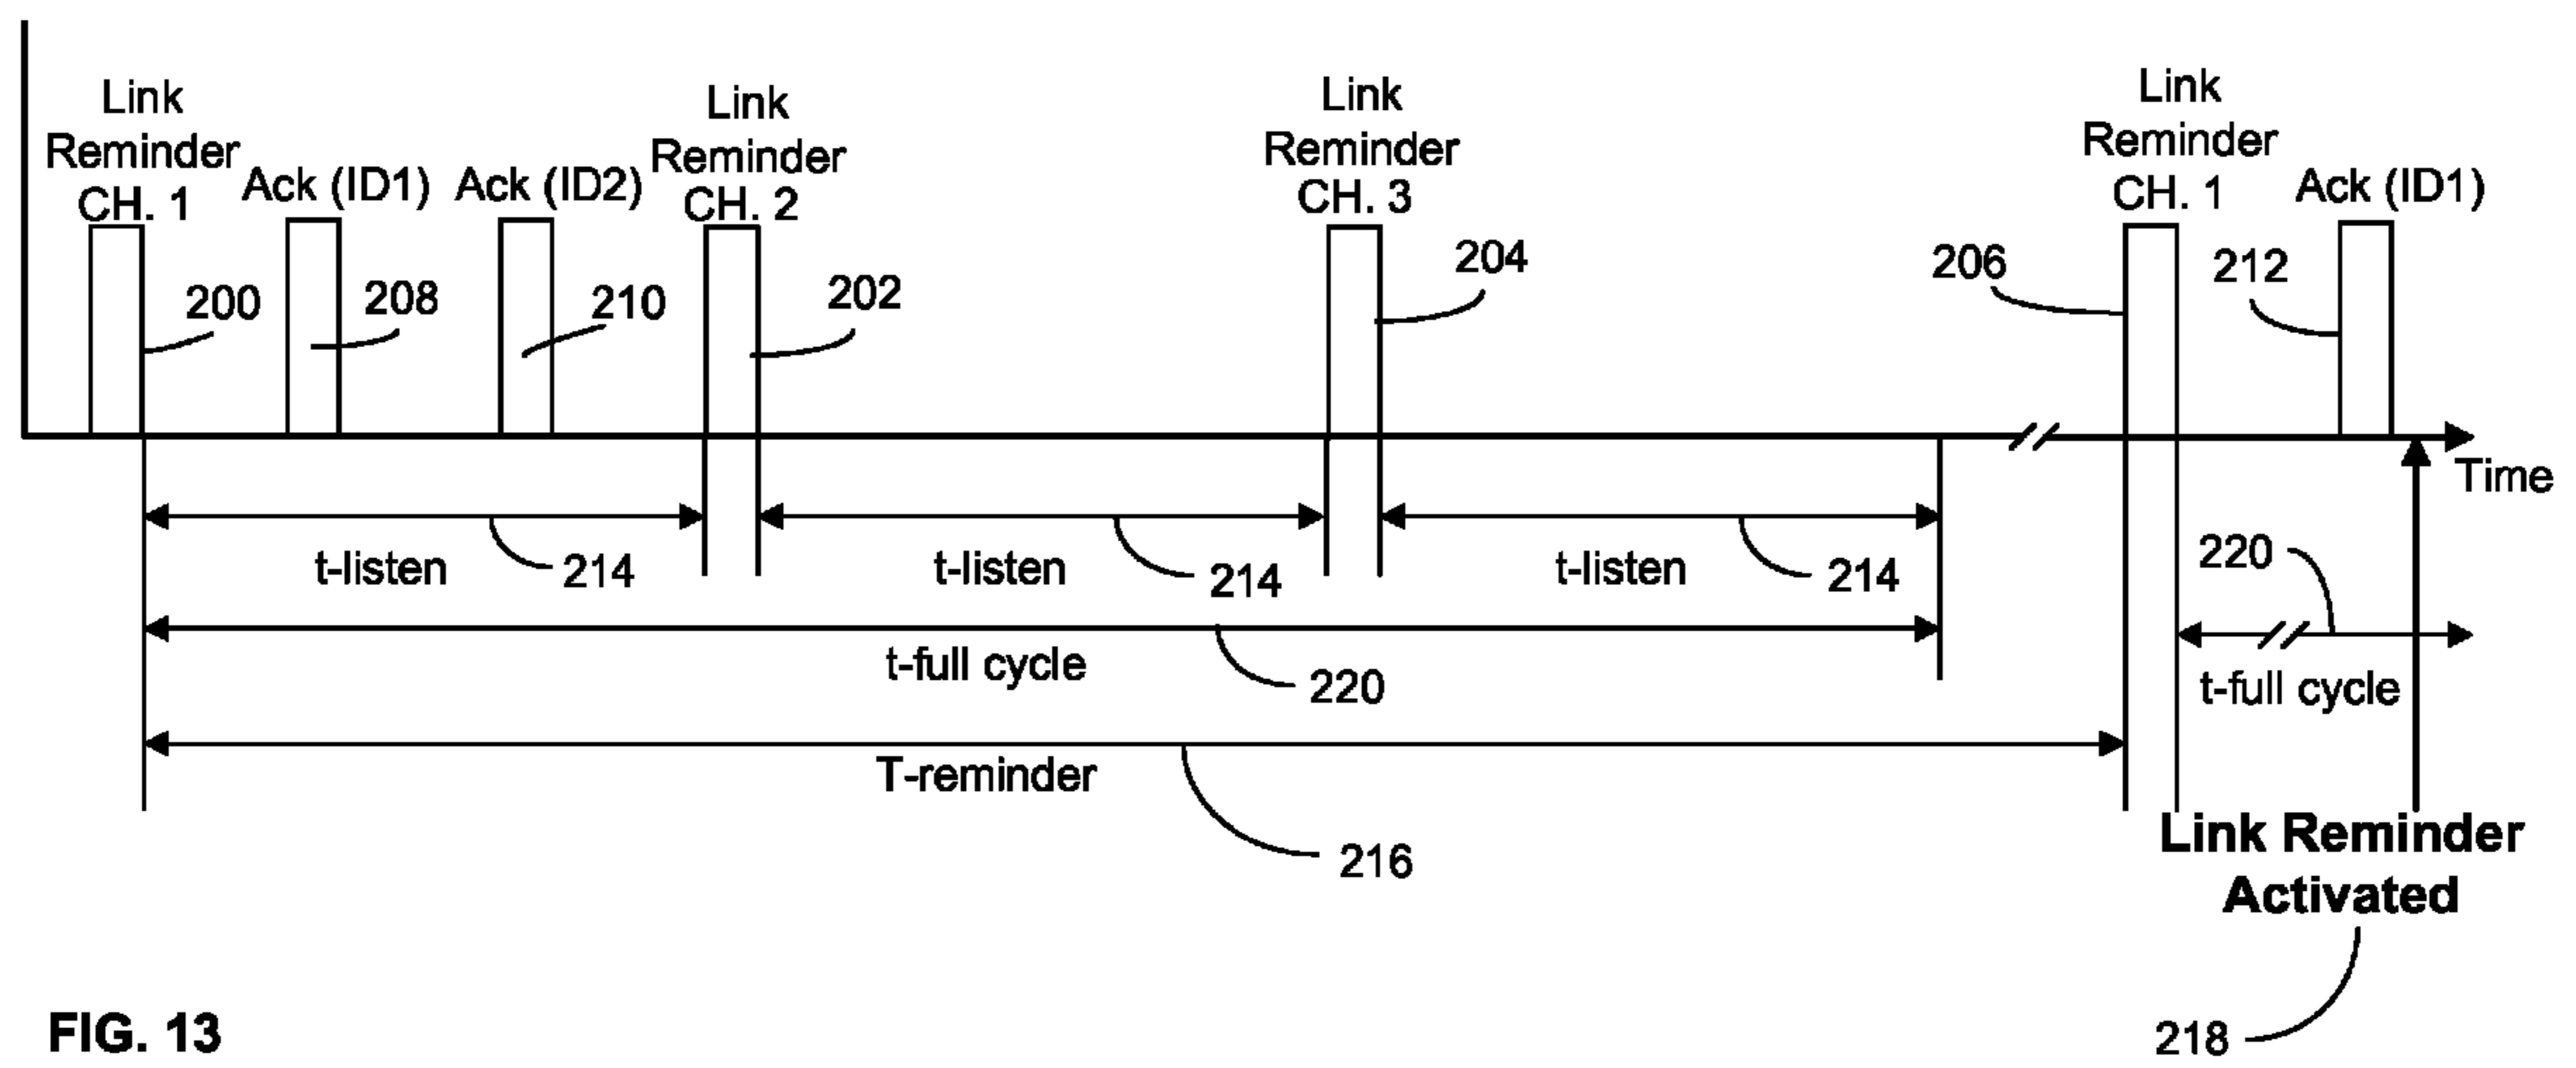 Link
Reminder
CH. 1
Ack (ID1)
Ack (ID2)
Link
Reminder
CH. 2
Link
Reminder
CH. 3
Link
Reminder
CH. 1
Ack (ID1)
200
208
210
202
204
206
212
Time
t-listen
214
t-listen
214
t-listen
214
220
t-full cycle
220
t-full cycle
T-reminder
216
Link Reminder
Activated
218
FIG. 13